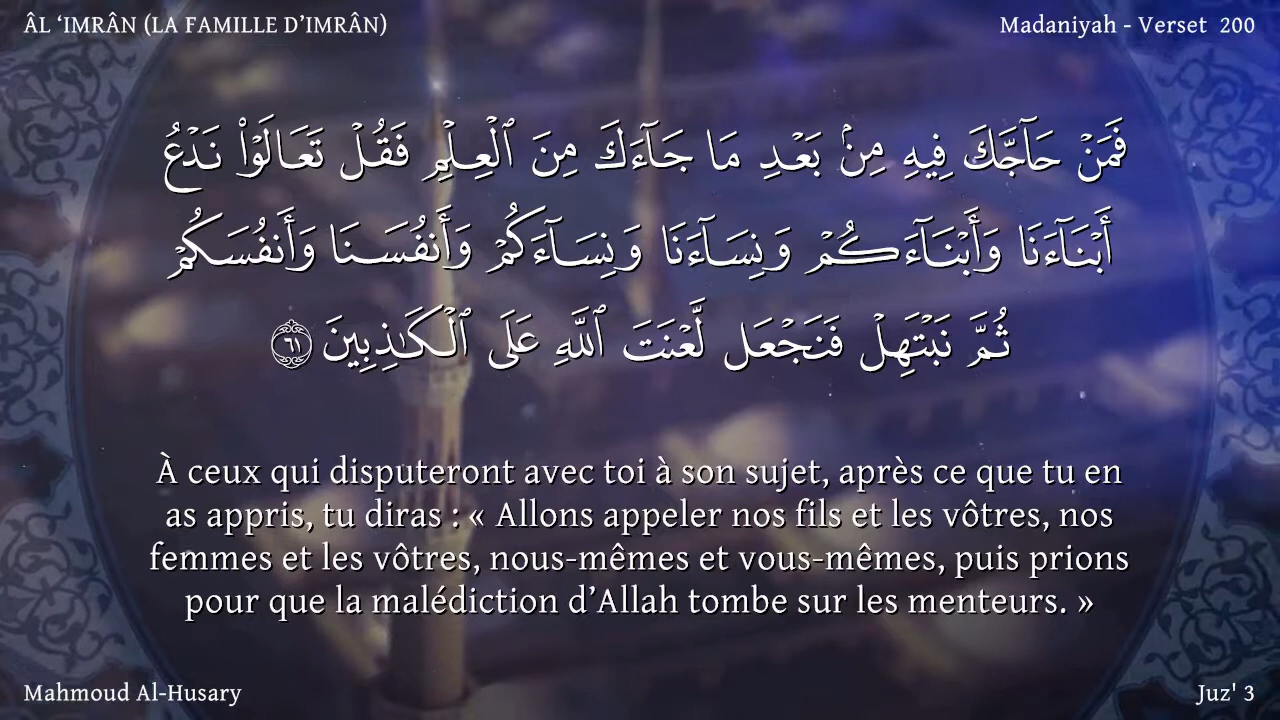 ÂL ‘IMRÂN (LA FAMILLE D’IMRÂN)
Madaniyah - Verset 200
فَمَنْ حَآجَّكَ فِيهِ مِنۢ بَعْدِ مَا جَآءَكَ مِنَ ٱلْعِلْمِ فَقُلْ تَعَالَوْا۟ نَدْعُ
أَبْنَآءَنَا وَأَبْنَآءَكُمْ وَنِسَآءَنَا وَنِسَآءَكُمْ وَأَنفُسَنَا وَأَنفُسَكُمْ
ثُمَّ نَبْتَهِلْ فَنَجْعَل لَّعْنَتَ ٱللَّهِ عَلَى ٱلْكَـٰذِبِينَ ٦١
À ceux qui disputeront avec toi à son sujet, après ce que tu en
as appris, tu diras : « Allons appeler nos fils et les vôtres, nos
femmes et les vôtres, nous-mêmes et vous-mêmes, puis prions
pour que la malédiction d’Allah tombe sur les menteurs. »
Mahmoud Al-Husary
Juz' 3